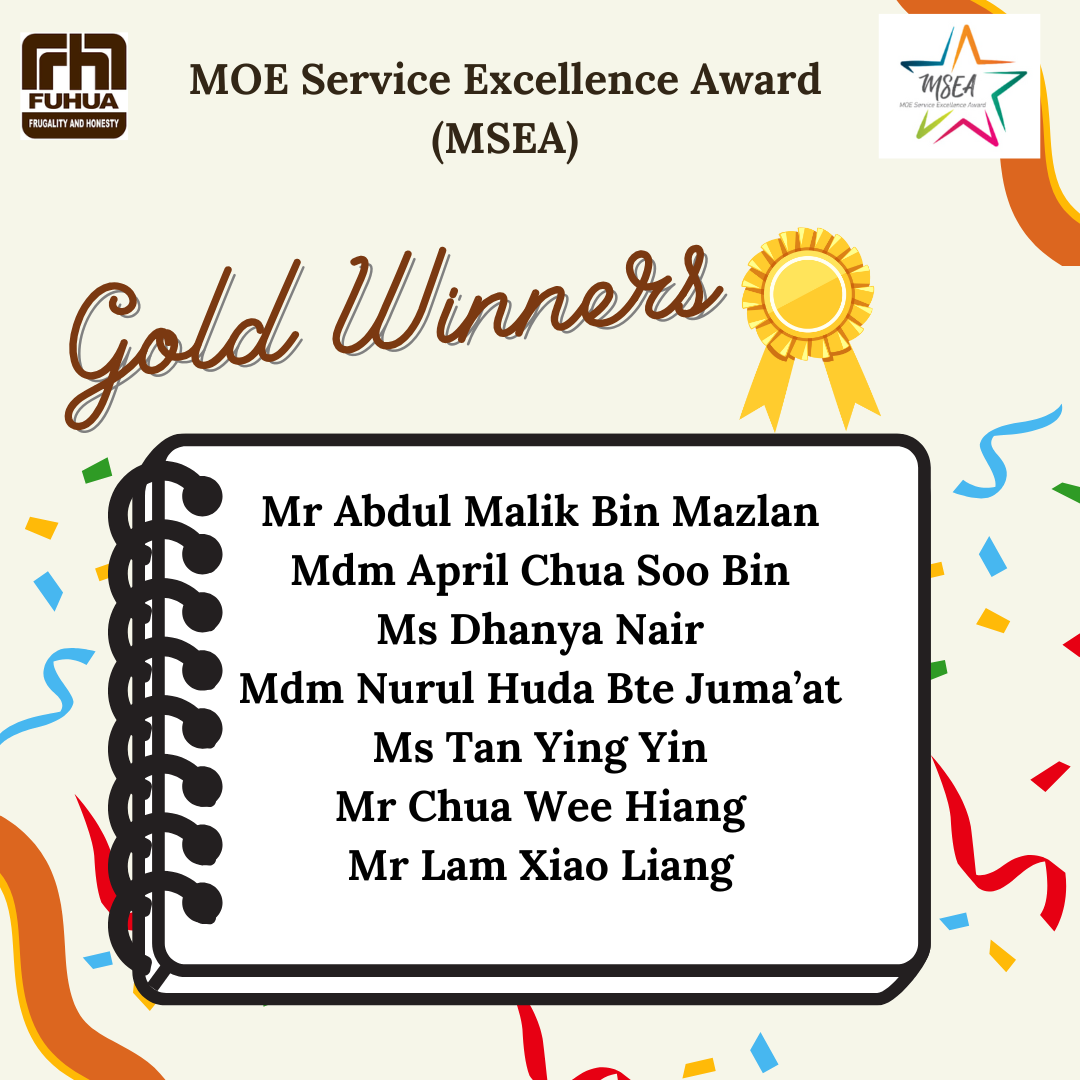 FUHUA
FRUGALITY AND HONESTY
MOE Service Excellence Award
(MSEA)
MSEA
MOE Service Excellence Award
Gold Winners
Mr Abdul Malik Bin Mazlan
Mdm April Chua Soo Bin
Ms Dhanya Nair
Mdm Nurul Huda Bte Juma’at
Ms Tan Ying Yin
Mr Chua Wee Hiang
Mr Lam Xiao Liang